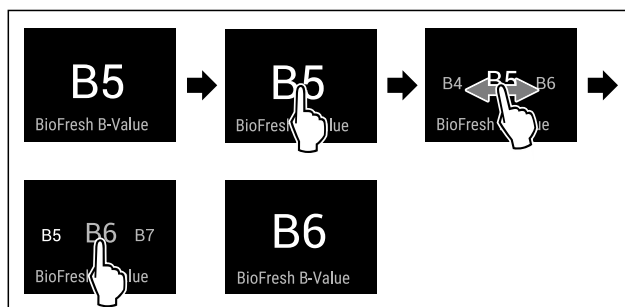 B5
BioFresh B-Value
B5
BioFresh lue
B4 B5 B6
BioFresh ue
B5 B6 B7
BioFresh lue
B6
BioFresh B-Value